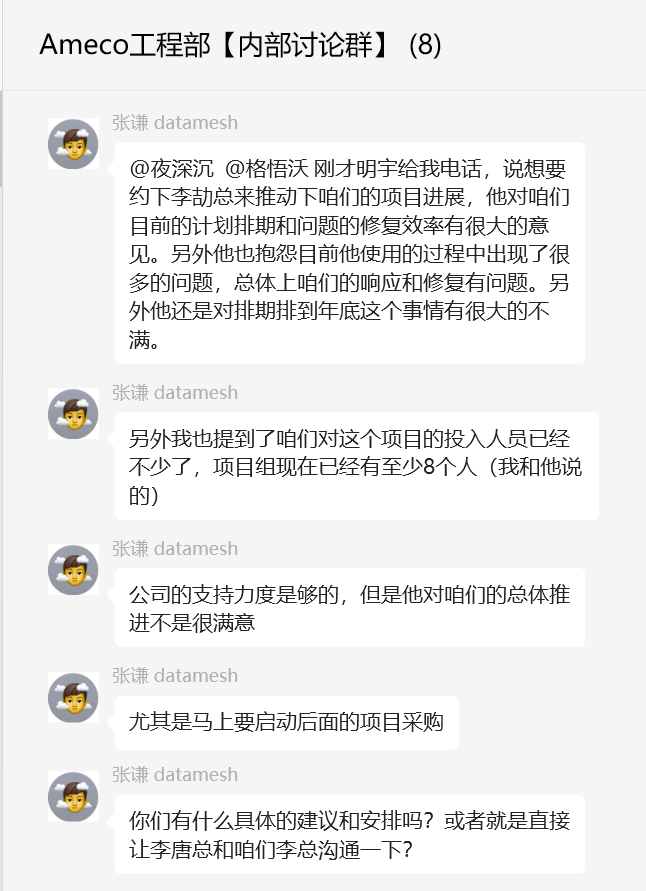 Ameco工程部【内部讨论群】 (8)
张谦 datamesh
@夜深沉 @格悟沃 刚才明宇给我电话，说想要
约下李劼总来推动下咱们的项目进展，他对咱们
目前的计划排期和问题的修复效率有很大的意
见。另外他也抱怨目前他使用的过程中出现了很
多的问题，总体上咱们的响应和修复有问题。另
外他还是对排期排到年底这个事情有很大的不
满。
张谦 datamesh
另外我也提到了咱们对这个项目的投入人员已经
不少了，项目组现在已经有至少8个人（我和他说
的）
张谦 datamesh
公司的支持力度是够的，但是他对咱们的总体推
进不是很满意
张谦 datamesh
尤其是马上要启动后面的项目采购
张谦 datamesh
你们有什么具体的建议和安排吗？或者就是直接
让李唐总和咱们李总沟通一下？